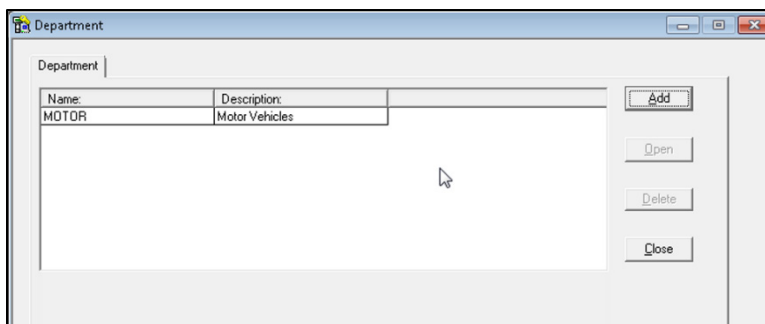 Department
Department
Name: Description:
MOTOR Motor Vehicles
Add
Open
Delete
Close